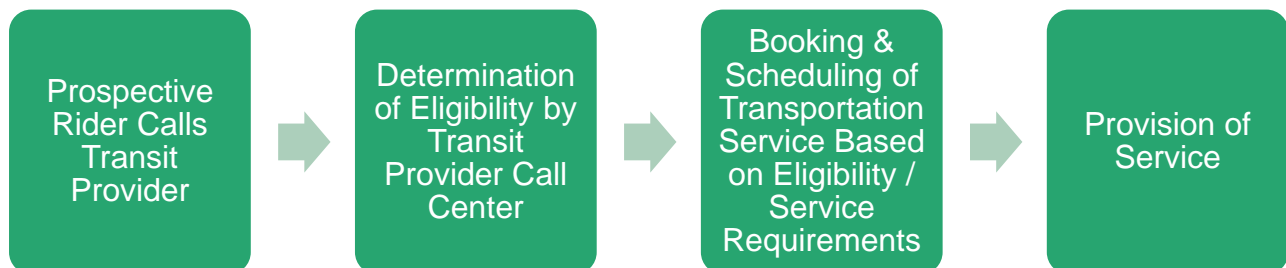 Prospective
Rider Calls
Transit
Provider
Determination
of Eligibility by
Transit
Provider Call
Center
Booking &
Scheduling of
Transportation
Service Based
on Eligibility /
Service
Requirements
Provision of
Service